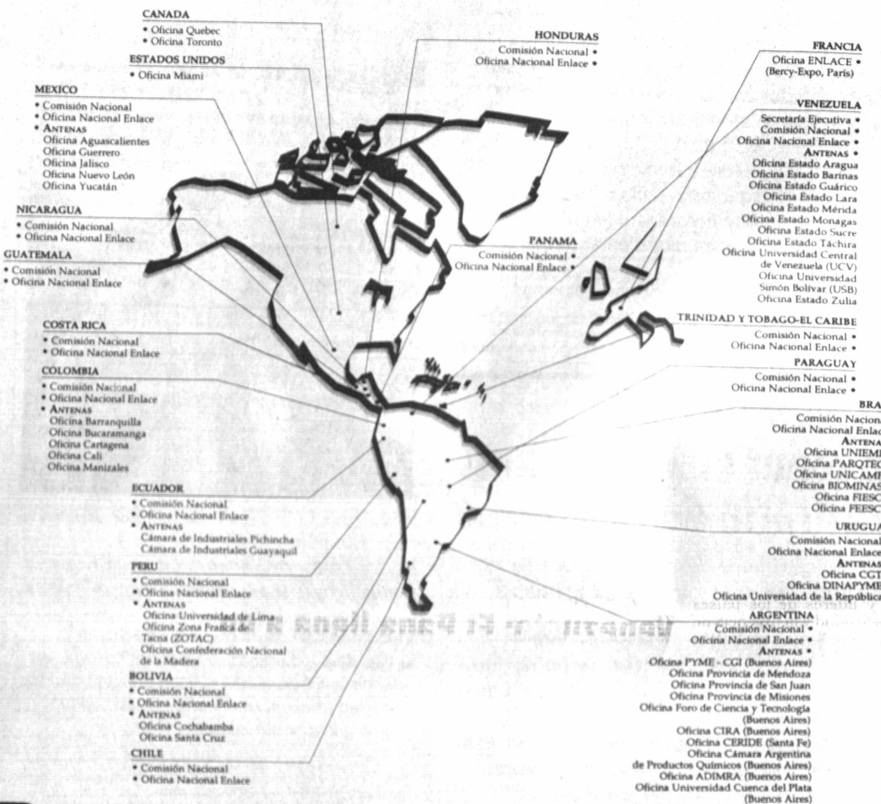 CANADA
• Oficina Quebec
• Oficina Toronto
ESTADOS UNIDOS
• Oficina Miami
MEXICO
• Comisión Nacional
• Oficina Nacional Enlace
• ANTENAS
Oficina Aguascalientes
Oficina Guerrero
Oficina Jalisco
Oficina Nuevo León
Oficina Yucatán
NICARAGUA
• Comisión Nacional
• Oficina Nacional Enlace
GUATEMALA
• Comisión Nacional
• Oficina Nacional Enlace
COSTA RICA
• Comisión Nacional
• Oficina Nacional Enlace
COLOMBIA
• Comisión Nacional
• Oficina Nacional Enlace
• ANTENAS
Oficina Barranquilla
Oficina Bucaramanga
Oficina Cartagena
Oficina Cali
Oficina Manizales
ECUADOR
• Comisión Nacional
• Oficina Nacional Enlace
• ANTENAS
Cámara de Industriales Pichincha
Cámara de Industriales Guayaquil
PERU
• Comisión Nacional
• Oficina Nacional Enlace
• ANTENAS
Oficina Universidad de Lima
Oficina Zona Franca de
Tacna (ZOTAC)
Oficina Confederación Nacional
de la Madera
BOLIVIA
• Comisión Nacional
• Oficina Nacional Enlace
• ANTENAS
Oficina Cochabamba
Oficina Santa Cruz
CHILE
• Comisión Nacional
• Oficina Nacional Enlace
HONDURAS
Comisión Nacional •
Oficina Nacional Enlace •
PANAMA
Comisión Nacional •
Oficina Nacional Enlace •
FRANCIA
Oficina ENLACE •
(Bercy-Expo, París)
VENEZUELA
Secretaría Ejecutiva •
Comisión Nacional •
Oficina Nacional Enlace •
ANTENAS •
Oficina Estado Aragua
Oficina Estado Barinas
Oficina Estado Guárico
Oficina Estado Lara
Oficina Estado Mérida
Oficina Estado Monagas
Oficina Estado Sucre
Oficina Estado Táchira
Oficina Universidad Central
de Venezuela (UCV)
Oficina Universidad
Simón Bolívar (USB)
Oficina Estado Zulia
TRINIDAD Y TOBAGO-EL CARIBE
Comisión Nacional •
Oficina Nacional Enlace •
PARAGUAY
Comisión Nacional •
Oficina Nacional Enlace •
BRA
Comisión Nacion
Oficina Nacional Enlac
ANTENA
Oficina UNIEMP
Oficina PARQTEC
Oficina UNICAMP
Oficina BIOMINAS
Oficina FIESC
Oficina FEESC
URUGUA
Comisión Nacional
Oficina Nacional Enlace
ANTENAS
Oficina CGT
Oficina DINAPYME
Oficina Universidad de la República
ARGENTINA
Comisión Nacional •
Oficina Nacional Enlace •
ANTENAS •
Oficina PYME - CGI (Buenos Aires)
Oficina Provincia de Mendoza
Oficina Provincia de San Juan
Oficina Provincia de Misiones
Oficina Foro de Ciencia y Tecnología
(Buenos Aires)
Oficina CIRA (Buenos Aires)
Oficina CERIDE (Santa Fe)
Oficina Cámara Argentina
de Productos Químicos (Buenos Aires)
Oficina ADIMRA (Buenos Aires)
Oficina Universidad Cuenca del Plata
(Buenos Aires)